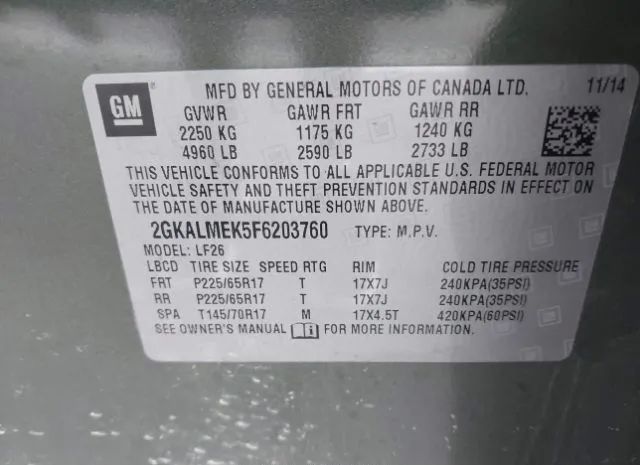 GM
MFD BY GENERAL MOTORS OF CANADA LTD. 11/14
GVWR GAWR FRT GAWR RR
2250 KG 1175 KG 1240 KG
4960 LB 2590 LB 2733 LB
THIS VEHICLE CONFORMS TO ALL APPLICABLE U.S. FEDERAL MOTOR
VEHICLE SAFETY AND THEFT PREVENTION STANDARDS IN EFFECT ON
THE DATE OF MANUFACTURE SHOWN ABOVE.
2GKALMEK5F6203760 TYPE: M.P.V.
MODEL: LF26
LBCD TIRE SIZE SPEED RTG RIM COLD TIRE PRESSURE
FRT P225/65R17 T 17X7J 240KPA(35PSI)
RR P225/65R17 T 17X7J 240KPA(35PSI)
SPA T145/70R17 M 17X4.5T 420KPA(60PSI)
SEE OWNER'S MANUAL FOR MORE INFORMATION.